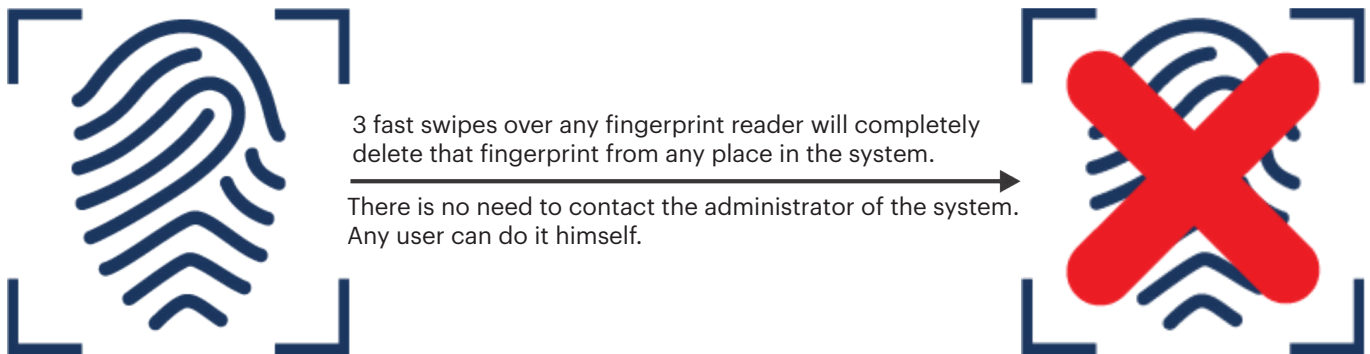 3 fast swipes over any fingerprint reader will completely
delete that fingerprint from any place in the system.
There is no need to contact the administrator of the system.
Any user can do it himself.